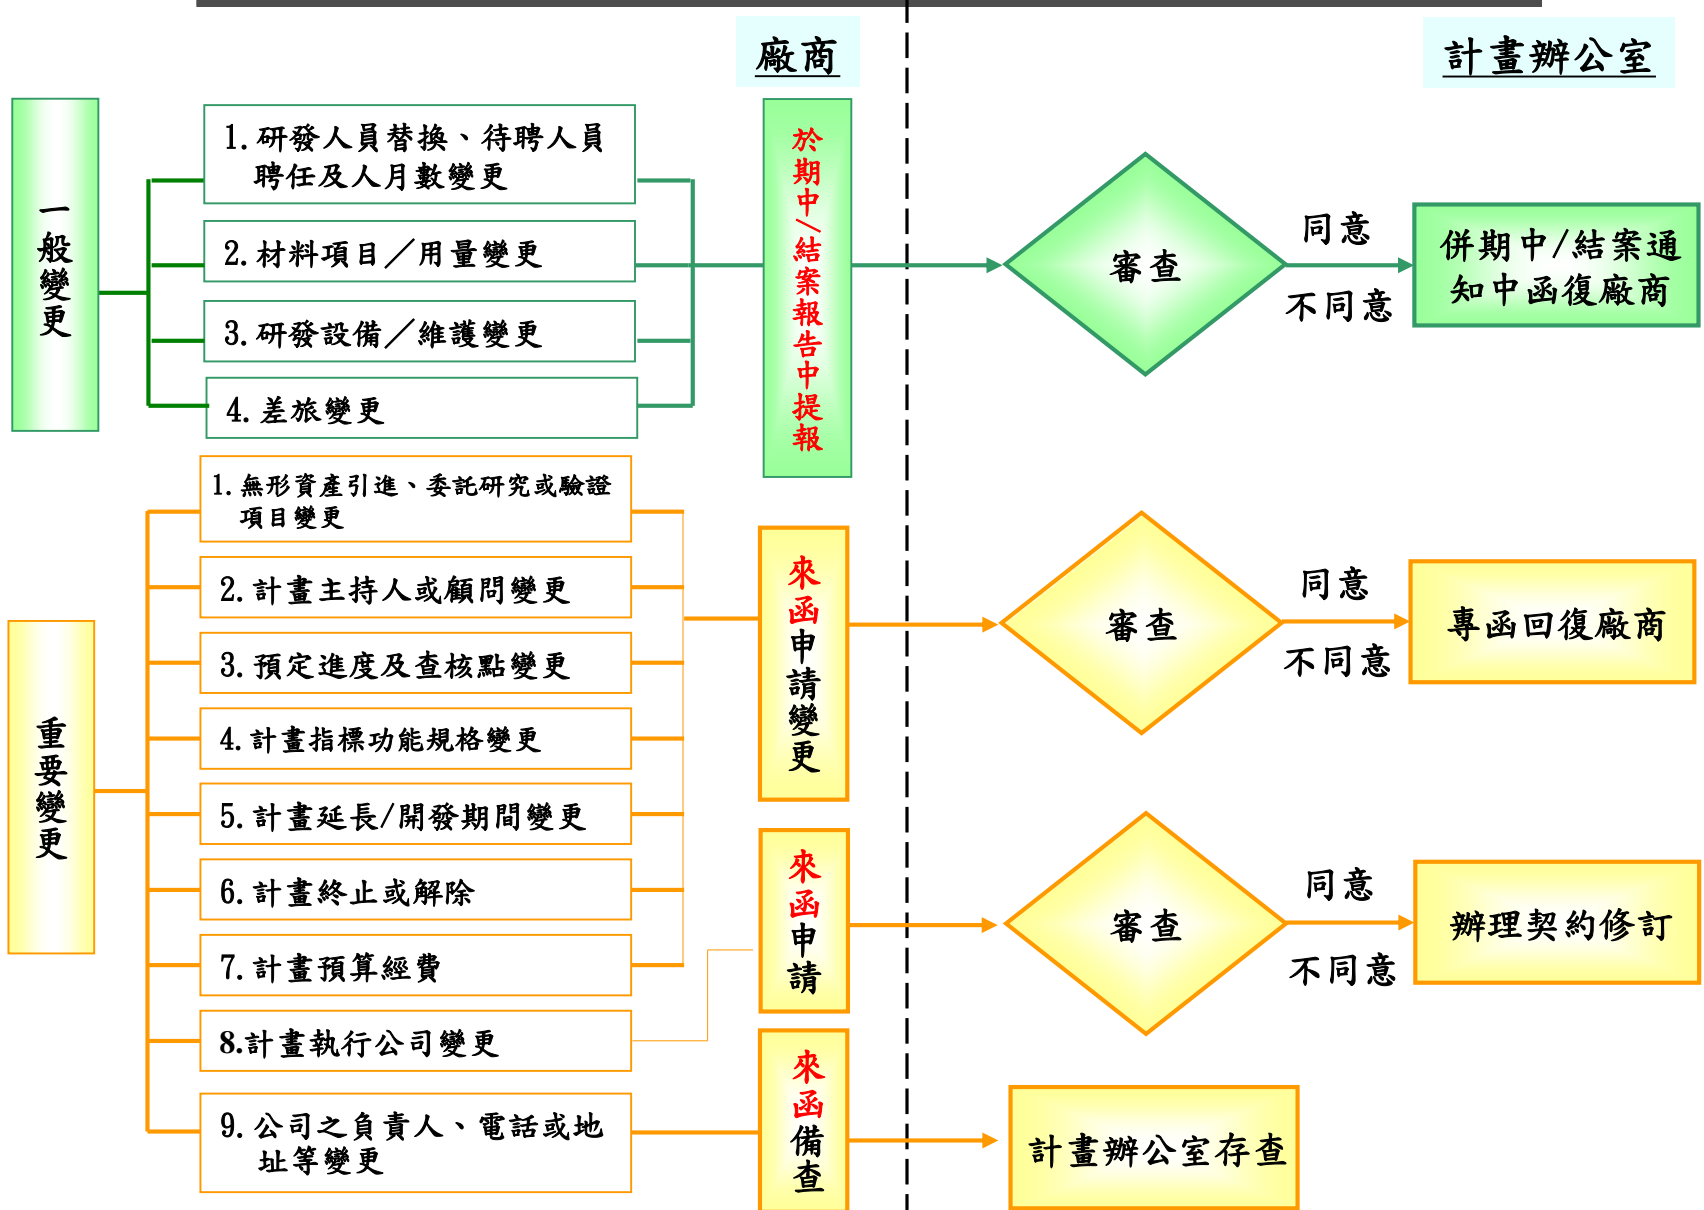 廠商
計畫辦公室
一般變更
1. 研發人員替換、待聘人員
聘任及人月數變更
2. 材料項目／用量變更
3. 研發設備／維護變更
4. 差旅變更
於期中/結案報告中提報
審查
同意
不同意
併期中/結案通
知中函復廠商
重要變更
1. 無形資產引進、委託研究或驗證
項目變更
2. 計畫主持人或顧問變更
3. 預定進度及查核點變更
4. 計畫指標功能規格變更
5. 計畫延長/開發期間變更
6. 計畫終止或解除
7. 計畫預算經費
8.計畫執行公司變更
9. 公司之負責人、電話或地
址等變更
來函申請變更
審查
同意
不同意
專函回復廠商
來函申請
審查
同意
不同意
辦理契約修訂
來函備查
計畫辦公室存查